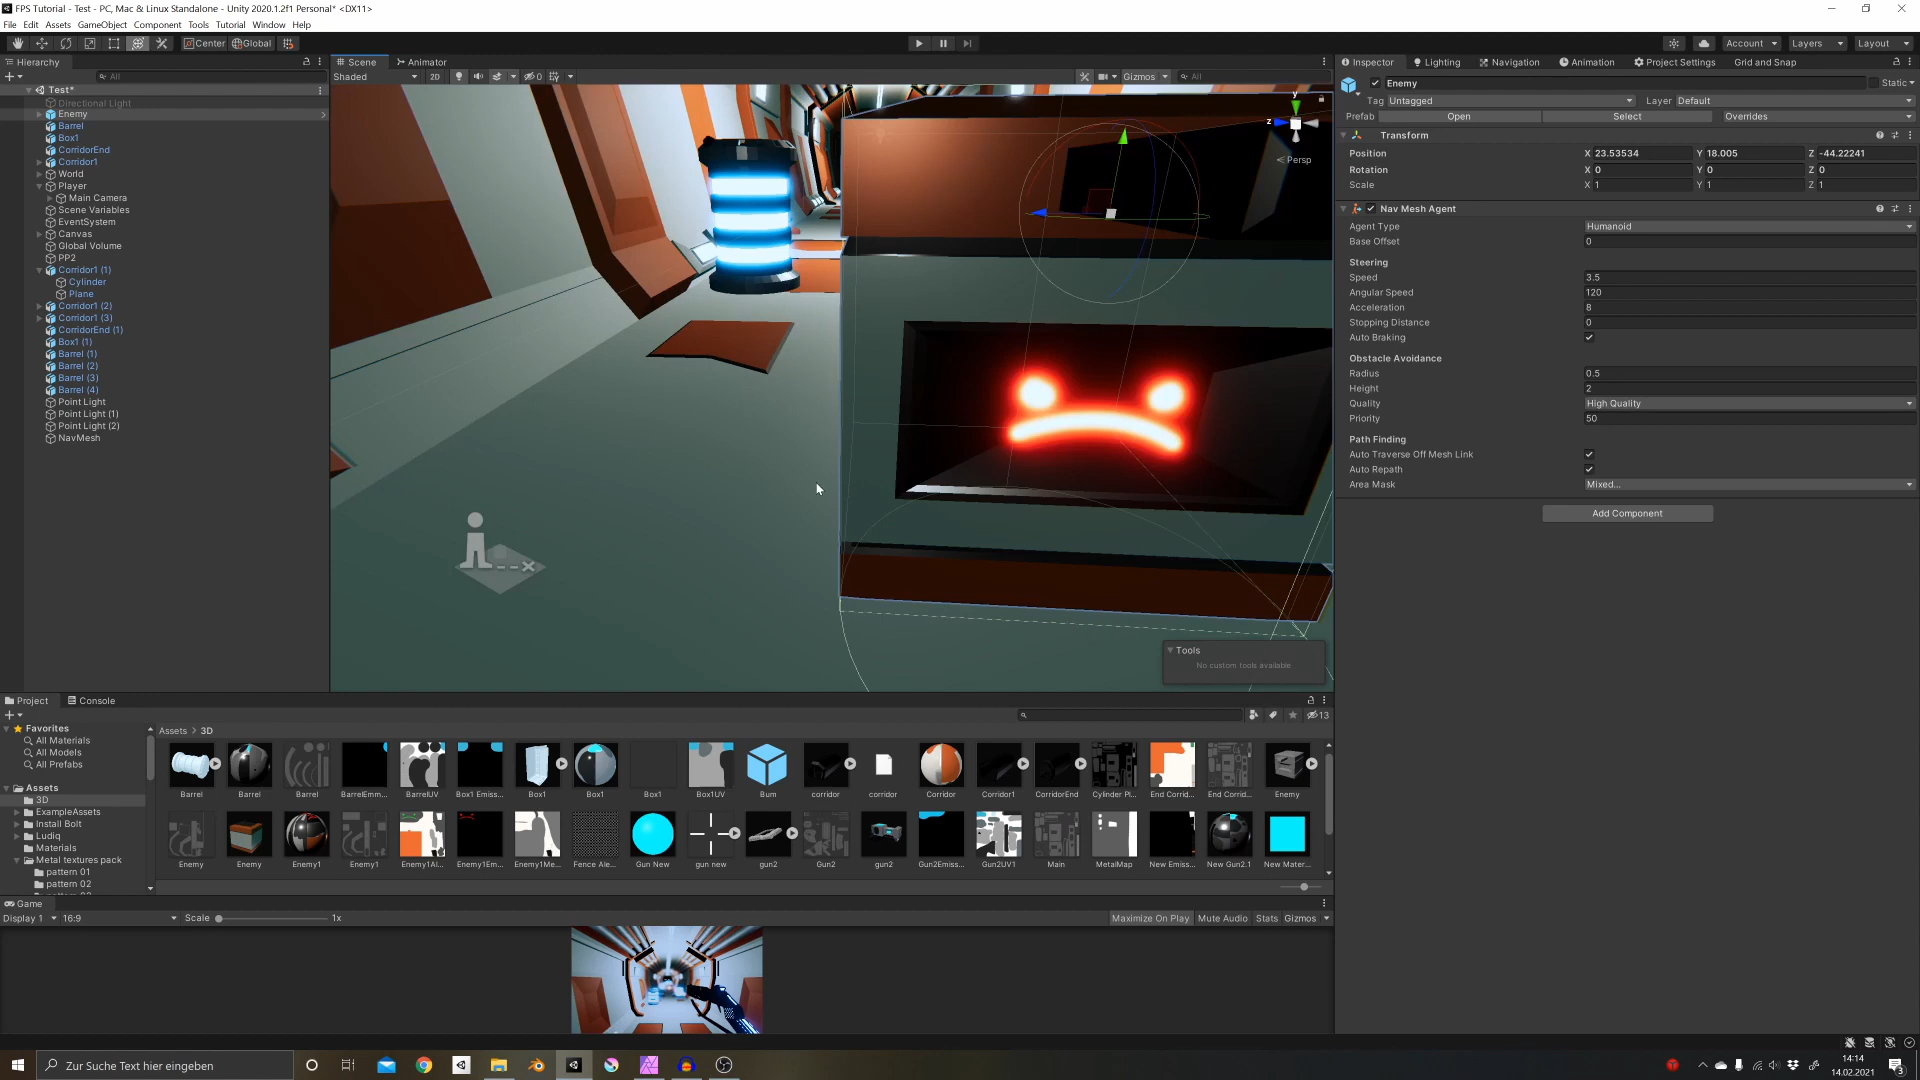 FPS Tutorial - Test - PC, Mac & Linux Standalone - Unity 2020.1.2f1 Personal* <DX11>
File Edit Assets GameObject Component Tools Tutorial Window Help
Center Global Account Layers Layout
Hierarchy
All
Test*
Directional Light
Enemy
Barrel
Box1
CorridorEnd
Corridor1
World
Player
Main Camera
Scene Variables
EventSystem
Canvas
Global Volume
PP2
Corridor1 (1)
Cylinder
Plane
Corridor1 (2)
Corridor1 (3)
CorridorEnd (1)
Box1 (1)
Barrel (1)
Barrel (2)
Barrel (3)
Barrel (4)
Point Light
Point Light (1)
Point Light (2)
NavMesh
Scene Animator
Shaded 2D 0 Gizmos All
y
z
Persp
Tools
No custom tools available
Inspector Lighting Navigation Animation Project Settings Grid and Snap
Enemy Static
Tag Untagged Layer Default
Prefab Open Select Overrides
Transform
Position X 23.53534 Y 18.005 Z -44.22241
Rotation X 0 Y 0 Z 0
Scale X 1 Y 1 Z 1
Nav Mesh Agent
Agent Type Humanoid
Base Offset 0
Steering
Speed 3.5
Angular Speed 120
Acceleration 8
Stopping Distance 0
Auto Braking
Obstacle Avoidance
Radius 0.5
Height 2
Quality High Quality
Priority 50
Path Finding
Auto Traverse Off Mesh Link
Auto Repath
Area Mask Mixed...
Add Component
Project Console
13
Favorites
All Materials
All Models
All Prefabs
Assets
3D
ExampleAssets
Install Bolt
Ludiq
Materials
Metal textures pack
pattern 01
pattern 02
Assets > 3D
Barrel Barrel Barrel BarrelEmm... BarrelUV Box1 Emiss... Box1 Box1 Box1 Box1UV Bum corridor corridor Corridor Corridor1 CorridorEnd Cylinder Pl... End Corrid... End Corrid... Enemy
Enemy Enemy Enemy1 Enemy1 Enemy1Al... Enemy1Em... Enemy1Me... Fence Ale... Gun New gun new gun2 Gun2 gun2 Gun2Emiss... Gun2UV1 Main MetalMap New Emiss... New Gun2.1 New Mater...
Game
Display 1 16:9 Scale 1x Maximize On Play Mute Audio Stats Gizmos
Zur Suche Text hier eingeben
14:14
14.02.2021
3